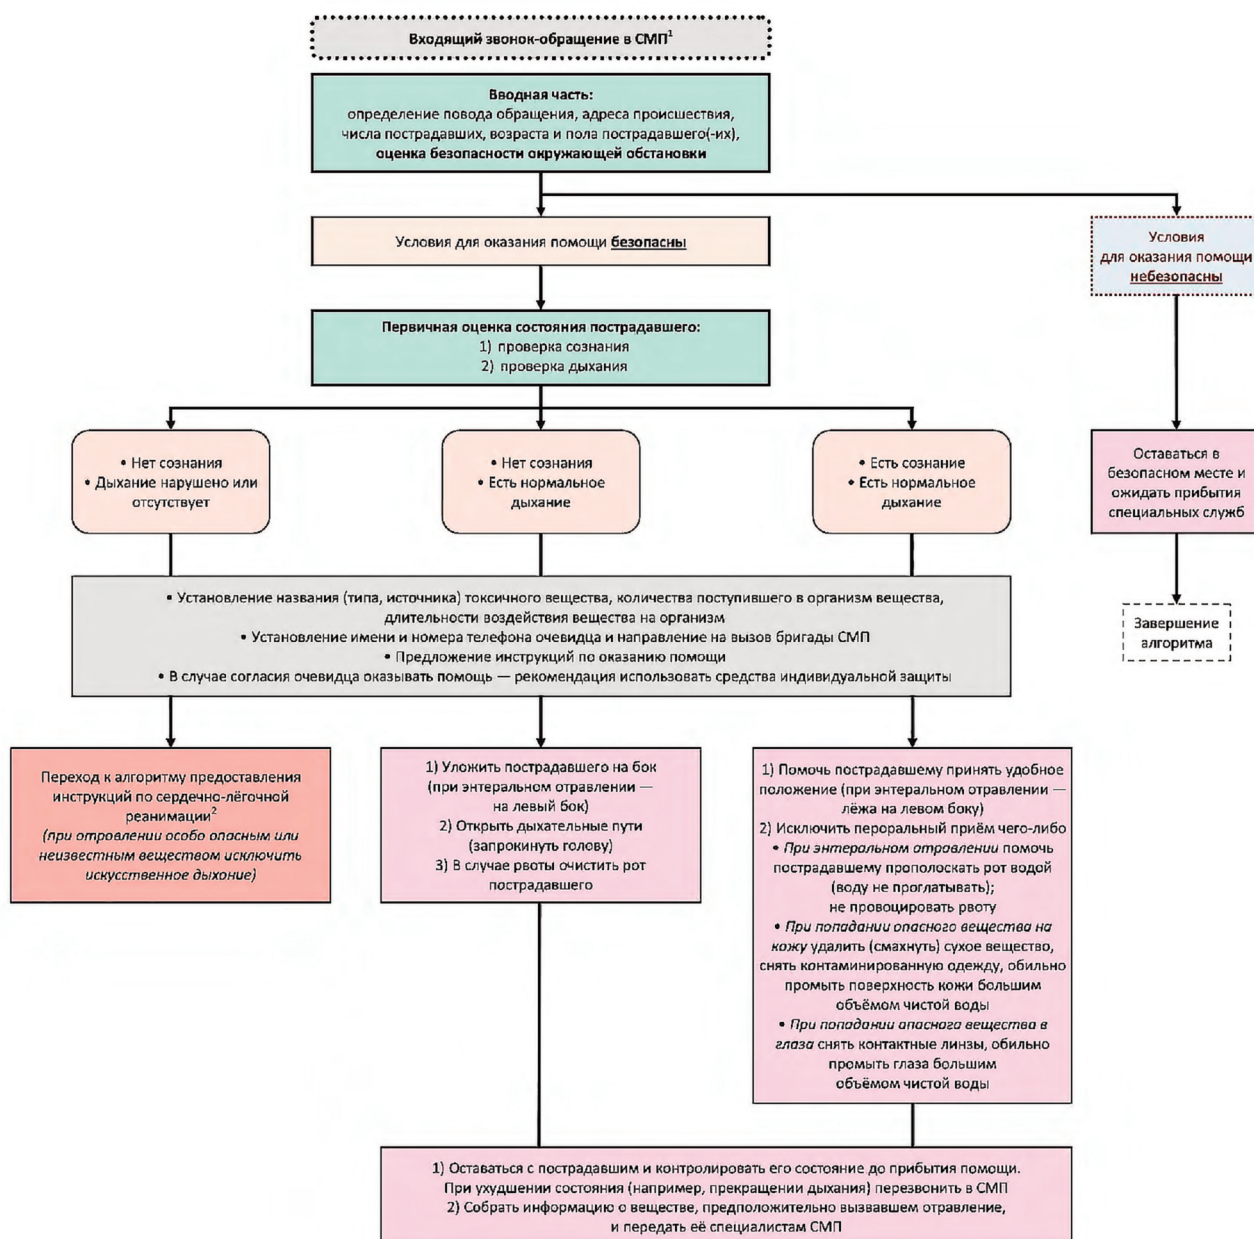 Входящий звонок-обращение в СМП¹
Вводная часть:
определение повода обращения, адреса происшествия,
числа пострадавших, возраста и пола пострадавшего(-их),
оценка безопасности окружающей обстановки
Условия для оказания помощи безопасны
Условия
для оказания помощи
небезопасны
Первичная оценка состояния пострадавшего:
1) проверка сознания
2) проверка дыхания
• Нет сознания
• Дыхание нарушено или
отсутствует
• Нет сознания
• Есть нормальное
дыхание
• Есть сознание
• Есть нормальное
дыхание
Оставаться в
безопасном месте и
ожидать прибытия
специальных служб
• Установление названия (типа, источника) токсичного вещества, количества поступившего в организм вещества,
длительности воздействия вещества на организм
• Установление имени и номера телефона очевидца и направление на вызов бригады СМП
• Предложение инструкций по оказанию помощи
• В случае согласия очевидца оказывать помощь — рекомендация использовать средства индивидуальной защиты
Завершение
алгоритма
Переход к алгоритму предоставления
инструкций по сердечно-лёгочной
реанимации²
(при отровлении особо опасным или
неизвестным веществом исключить
искусственное дыхоние)
1) Уложить пострадавшего на бок
(при энтеральном отравлении —
на левый бок)
2) Открыть дыхательные пути
(запрокинуть голову)
3) В случае рвоты очистить рот
пострадавшего
1) Помочь пострадавшему принять удобное
положение (при энтеральном отравлении —
лёжа на левом боку)
2) Исключить пероральный приём чего-либо
• При энтеральном отравлении помочь
пострадавшему прополоскать рот водой
(воду не проглатывать);
не провоцировать рвоту
• При попадании опасного вещества на
кожу удалить (смахнуть) сухое вещество,
снять контаминированную одежду, обильно
промыть поверхность кожи большим
объёмом чистой воды
• При попадании опасного вещества в
глаза снять контактные линзы, обильно
промыть глаза большим
объёмом чистой воды
1) Оставаться с пострадавшим и контролировать его состояние до прибытия помощи.
При ухудшении состояния (например, прекращении дыхания) перезвонить в СМП
2) Собрать информацию о веществе, предположительно вызвавшем отравление,
и передать её специалистам СМП